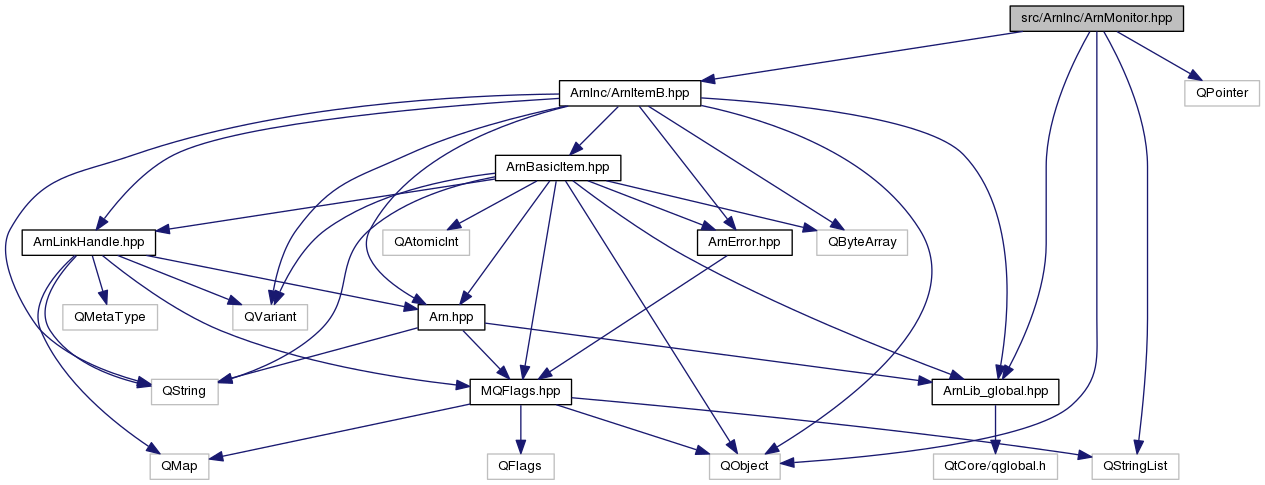 src/ArnInc/ArnMonitor.hpp
ArnInc/ArnItemB.hpp
QPointer
ArnBasicItem.hpp
ArnLinkHandle.hpp
QAtomicInt
ArnError.hpp
QByteArray
QMetaType
QVariant
Arn.hpp
QString
MQFlags.hpp
ArnLib_global.hpp
QMap
QFlags
QObject
QtCore/qglobal.h
QStringList